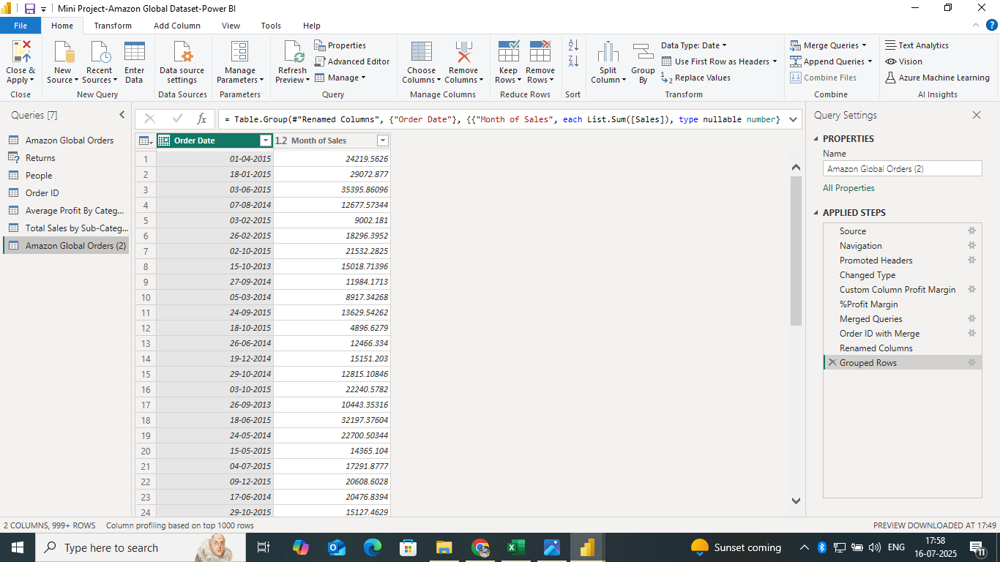 Mini Project-Amazon Global Dataset-Power BI
File Home Transform Add Column View Tools Help
Close & Apply
Close
New Source
Recent Sources
Enter Data
New Query
Data source settings
Data Sources
Manage Parameters
Parameters
Refresh Preview
Properties
Advanced Editor
Manage
Query
Choose Columns
Remove Columns
Manage Columns
Keep Rows
Remove Rows
Reduce Rows
Sort
Split Column
Group By
Data Type: Date
Use First Row as Headers
Replace Values
Transform
Merge Queries
Append Queries
Combine Files
Combine
Text Analytics
Vision
Azure Machine Learning
AI Insights
Queries [7]
Amazon Global Orders
Returns
People
Order ID
Average Profit By Categ...
Total Sales by Sub-Categ...
Amazon Global Orders (2)
= Table.Group(#"Renamed Columns", {"Order Date"}, {{"Month of Sales", each List.Sum([Sales]), type nullable number}
Order Date 1.2 Month of Sales
1 01-04-2015 24219.5626
2 18-01-2015 29072.877
3 03-06-2015 35395.86096
4 07-08-2014 12677.57344
5 03-02-2015 9002.181
6 26-02-2015 18296.3952
7 02-10-2015 21532.2825
8 15-10-2013 15018.71396
9 27-09-2014 11984.1713
10 05-03-2014 8917.34268
11 24-09-2015 13629.54262
12 18-10-2015 4896.6279
13 26-06-2014 12466.334
14 19-12-2014 15151.203
15 29-10-2014 12815.10846
16 03-10-2015 22240.5782
17 26-09-2013 10443.35316
18 18-06-2015 32197.37604
19 24-05-2014 22700.50344
20 15-05-2014 14365.104
21 04-07-2015 17291.8777
22 09-12-2015 20608.6028
23 17-06-2014 20476.8394
24 29-10-2015 15127.4629
Query Settings
PROPERTIES
Name
Amazon Global Orders (2)
All Properties
APPLIED STEPS
Source
Navigation
Promoted Headers
Changed Type
Custom Column Profit Margin
%Profit Margin
Merged Queries
Order ID with Merge
Renamed Columns
Grouped Rows
2 COLUMNS, 999+ ROWS Column profiling based on top 1000 rows
PREVIEW DOWNLOADED AT 17:49
Type here to search
Sunset coming
ENG
17:58
16-07-2025
11